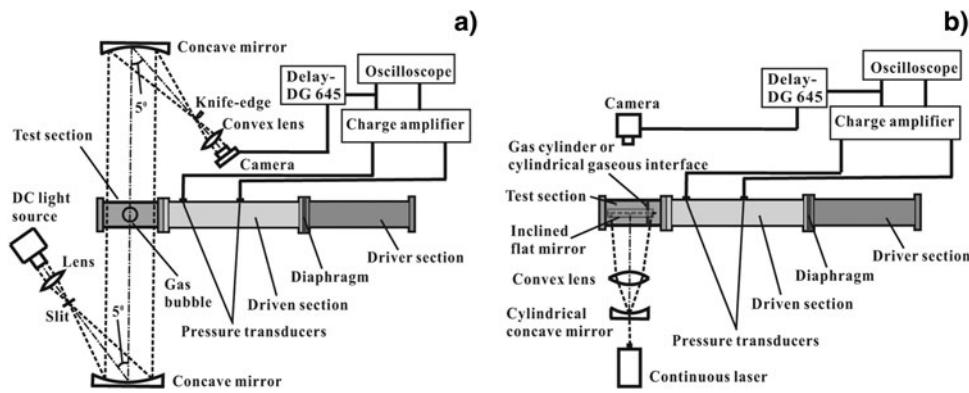 a)
Concave mirror
5⁰
Delay-
DG 645
Oscilloscope
Knife-edge
Convex lens
Charge amplifier
Camera
Test section
DC light
source
Lens
Slit
Gas
bubble
5⁰
Concave mirror
Diaphragm
Driven section
Pressure transducers
Driver section
b)
Camera
Delay-
DG 645
Oscilloscope
Charge amplifier
Gas cylinder or
cylindrical gaseous interface
Test section
Inclined
flat mirror
Convex lens
Cylindrical
concave mirror
Continuous laser
Diaphragm
Driven section
Pressure transducers
Driver section